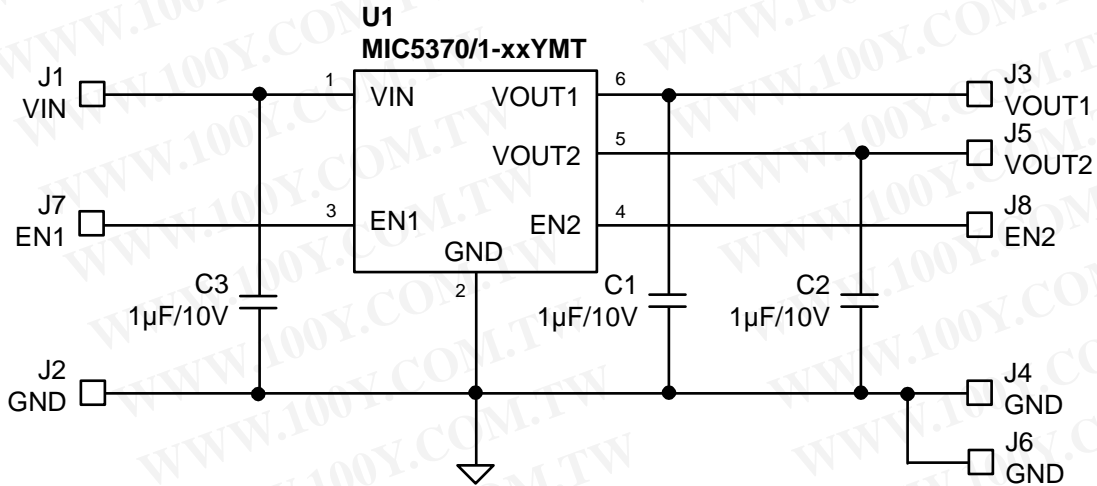 U1
MIC5370/1-xxYMT
J1
VIN
1
VIN
VOUT1
6
J3
VOUT1
VOUT2
5
J5
VOUT2
J7
EN1
3
EN1
EN2
4
J8
EN2
GND
2
C3
1µF/10V
C1
1µF/10V
C2
1µF/10V
J2
GND
J4
GND
J6
GND
WWW.100Y.COM.TW